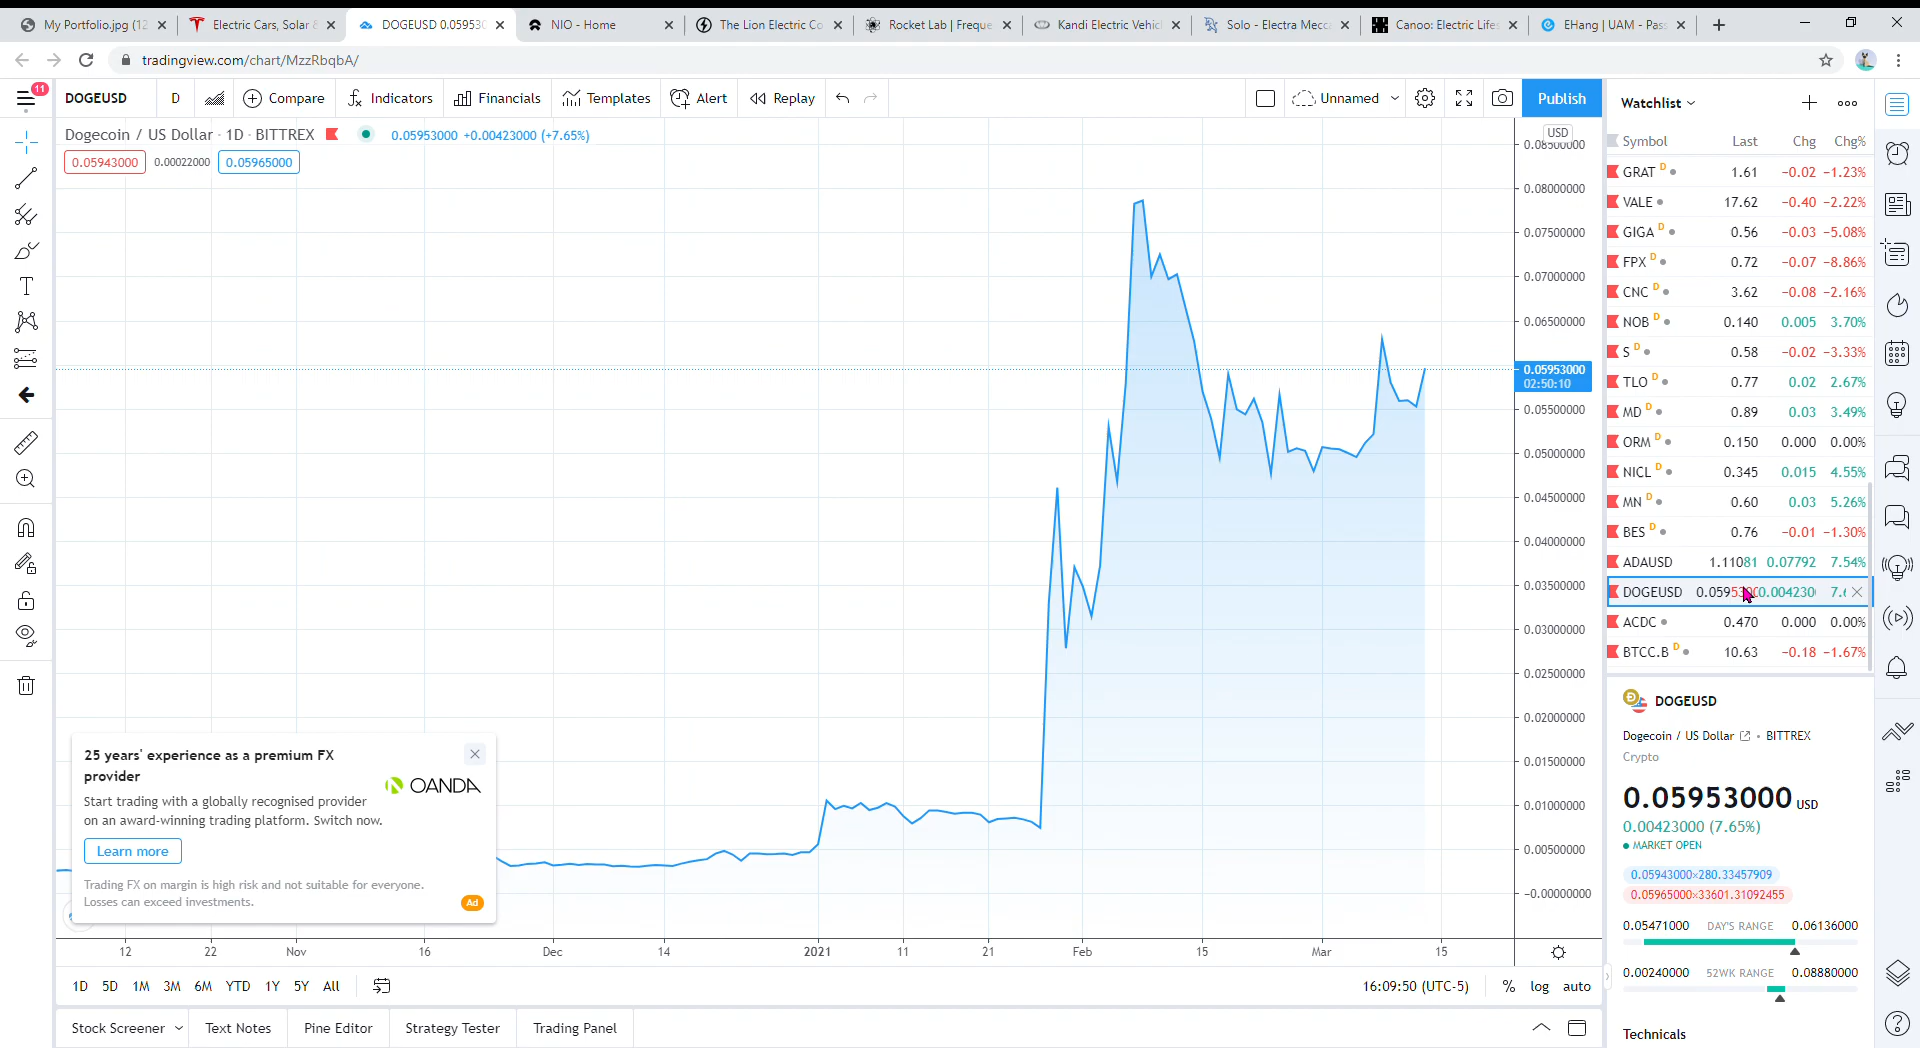 My Portfolio.jpg (12
Electric Cars, Solar &
DOGEUSD 0.05953
NIO - Home
The Lion Electric Co
Rocket Lab | Freque
Kandi Electric Vehic
Solo - Electra Mecc
Canoo: Electric Lifes
EHang | UAM - Pass
tradingview.com/chart/MzzRbqbA/
11
DOGEUSD
D
Compare
Indicators
Financials
Templates
Alert
Replay
Unnamed
Publish
Dogecoin / US Dollar · 1D · BITTREX
0.05953000 +0.00423000 (+7.65%)
0.05943000
0.00022000
0.05965000
USD
0.08500000
0.08000000
0.07500000
0.07000000
0.06500000
0.05953000
02:50:10
0.05500000
0.05000000
0.04500000
0.04000000
0.03500000
0.03000000
0.02500000
0.02000000
0.01500000
0.01000000
0.00500000
-0.00000000
25 years' experience as a premium FX
provider
OANDA
Start trading with a globally recognised provider
on an award-winning trading platform. Switch now.
Learn more
Trading FX on margin is high risk and not suitable for everyone.
Losses can exceed investments.
Ad
12 22 Nov 16 Dec 14 2021 11 21 Feb 15 Mar 15
1D 5D 1M 3M 6M YTD 1Y 5Y All
16:09:50 (UTC-5)
% log auto
Stock Screener
Text Notes
Pine Editor
Strategy Tester
Trading Panel
Watchlist
Symbol Last Chg Chg%
GRAT D 1.61 -0.02 -1.23%
VALE 17.62 -0.40 -2.22%
GIGA D 0.56 -0.03 -5.08%
FPX D 0.72 -0.07 -8.86%
CNC D 3.62 -0.08 -2.16%
NOB D 0.140 0.005 3.70%
S D 0.58 -0.02 -3.33%
TLO D 0.77 0.02 2.67%
MD D 0.89 0.03 3.49%
ORM D 0.150 0.000 0.00%
NICL D 0.345 0.015 4.55%
MN D 0.60 0.03 5.26%
BES D 0.76 -0.01 -1.30%
ADAUSD 1.11081 0.07792 7.54%
DOGEUSD 0.00423 7.
ACDC 0.470 0.000 0.00%
BTCC.B D 10.63 -0.18 -1.67%
DOGEUSD
Dogecoin / US Dollar · BITTREX
Crypto
0.05953000 USD
0.00423000 (7.65%)
MARKET OPEN
0.05943000×280.33457909
0.05965000×33601.31092455
0.05471000 DAY'S RANGE 0.06136000
0.00240000 52WK RANGE 0.08880000
Technicals